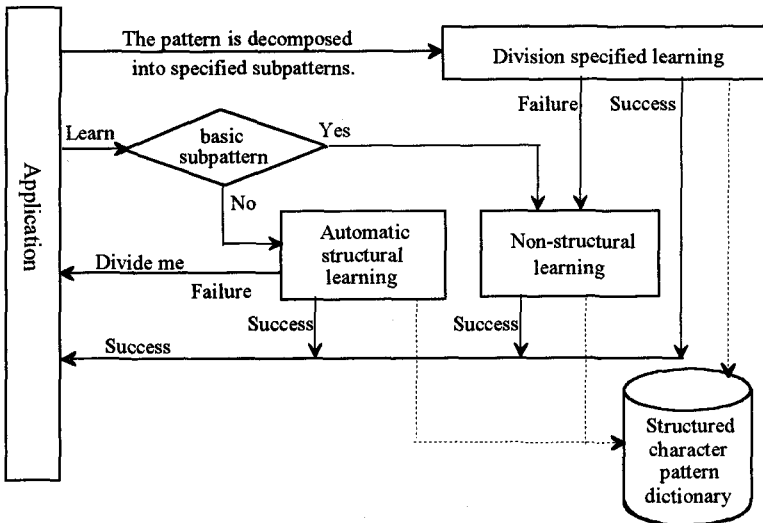 The pattern is decomposed
into specified subpatterns.
Division specified learning
Failure
Success
Learn
basic
subpattern
Yes
No
Application
Automatic
structural
learning
Non-structural
learning
Divide me
Failure
Success
Success
Success
Structured
character
pattern
dictionary